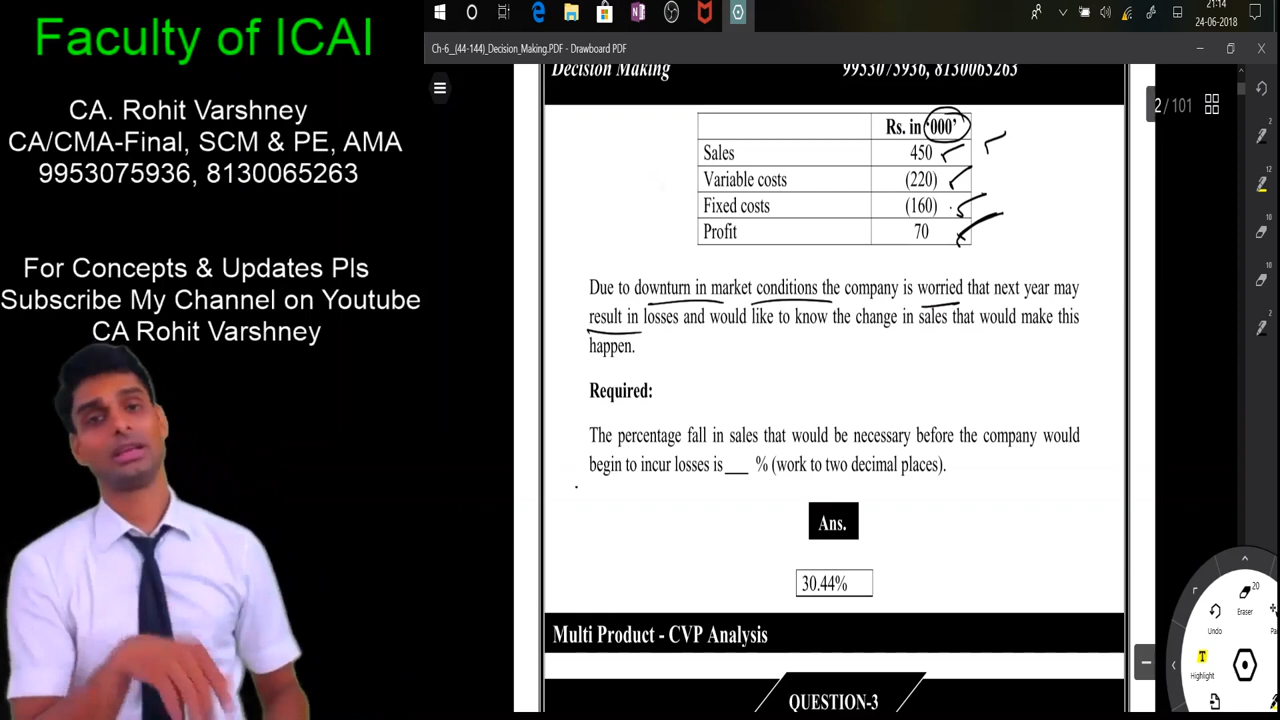 Faculty of ICAI
CA. Rohit Varshney
CA/CMA-Final, SCM & PE, AMA
9953075936, 8130065263
For Concepts & Updates Pls
Subscribe My Channel on Youtube
CA Rohit Varshney
21:14
24-06-2018
Ch-6_(44-144)_Decision_Making.PDF - Drawboard PDF
Decision Making 9953075936, 8130065263
2 / 101
Rs. in '000'
Sales 450
Variable costs (220)
Fixed costs (160)
Profit 70
Due to downturn in market conditions the company is worried that next year may
result in losses and would like to know the change in sales that would make this
happen.
Required:
The percentage fall in sales that would be necessary before the company would
begin to incur losses is ___ % (work to two decimal places).
Ans.
30.44%
Multi Product - CVP Analysis
QUESTION-3
20
Eraser
Undo
T
Highlight
12
10
10
12